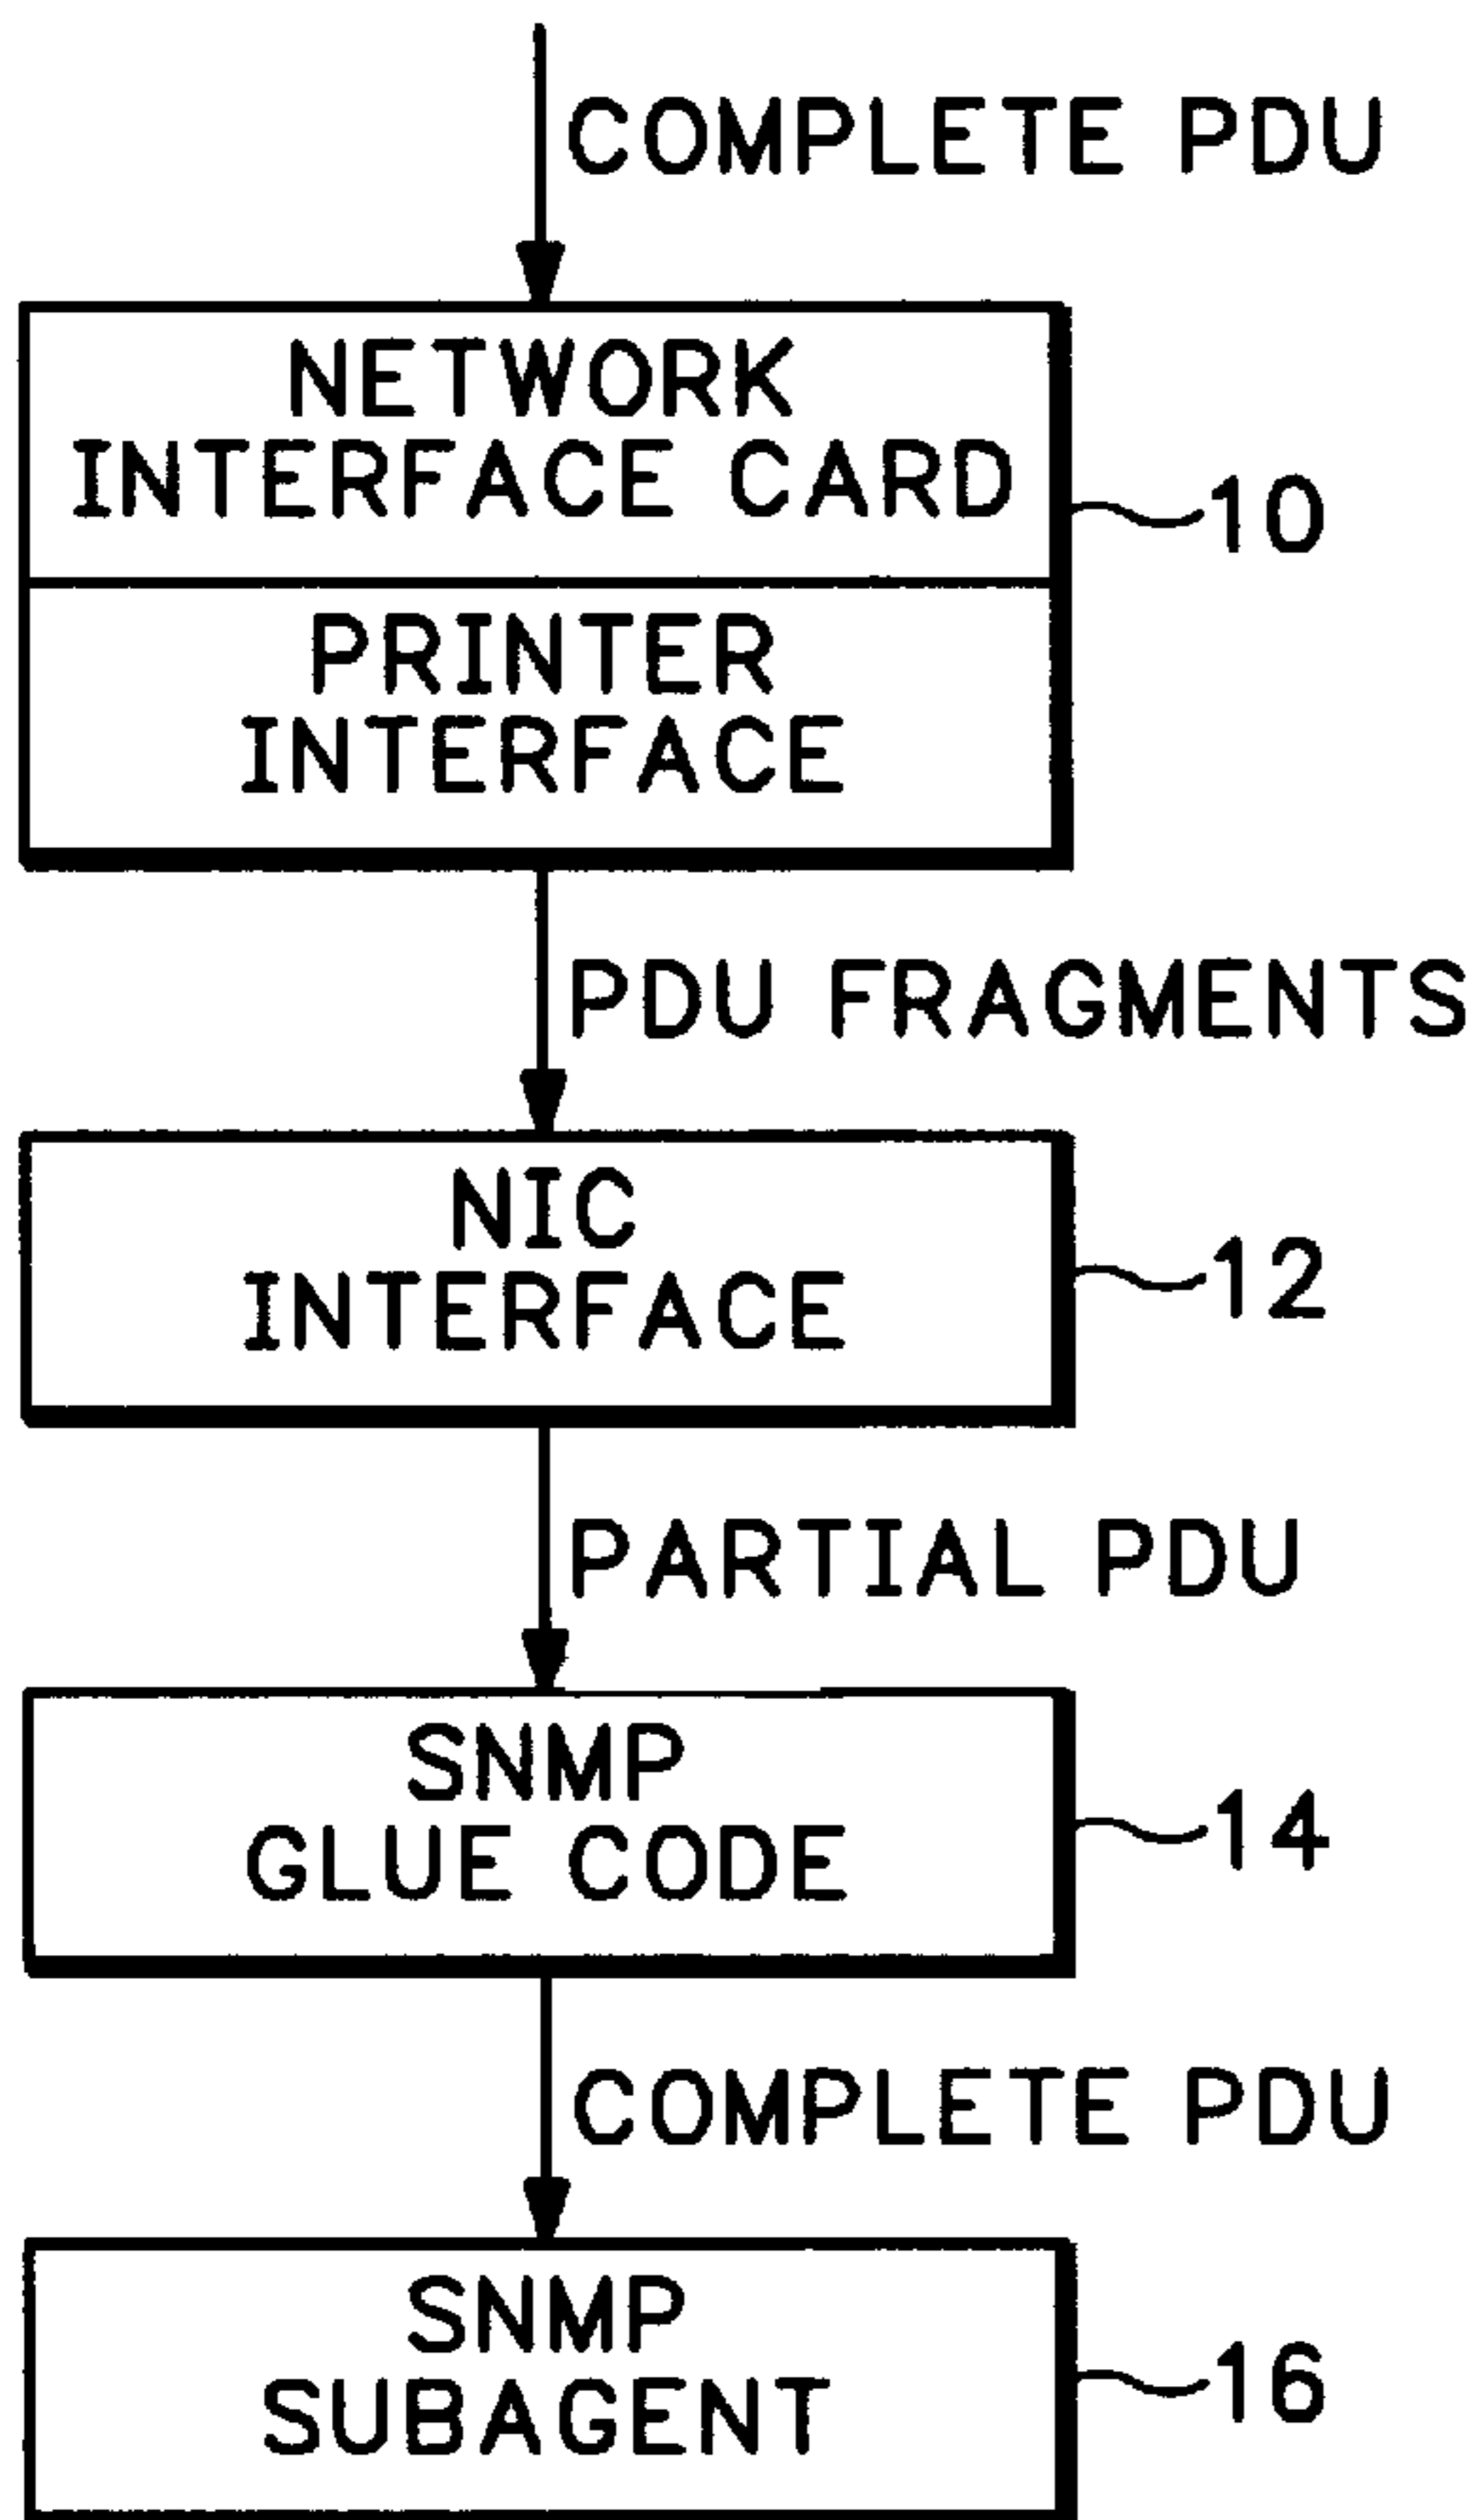 COMPLETE PDU
NETWORK
INTERFACE CARD
10
PRINTER
INTERFACE
PDU FRAGMENTS
NIC
INTERFACE
12
PARTIAL PDU
SNMP
GLUE CODE
14
COMPLETE PDU
SNMP
SUBAGENT
16